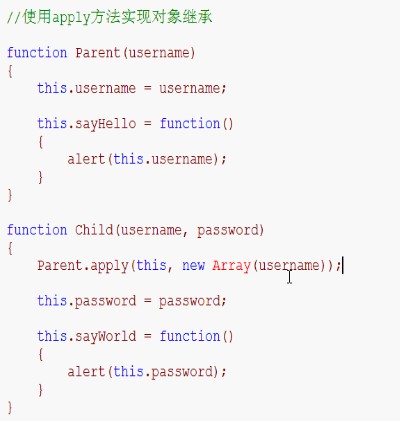 //使用apply方法实现对象继承
function Parent(username)
{
this.username = username;
this.sayHello = function()
{
alert(this.username);
}
}
function Child(username, password)
{
Parent.apply(this, new Array(username));
this.password = password;
this.sayWorld = function()
{
alert(this.password);
}
}